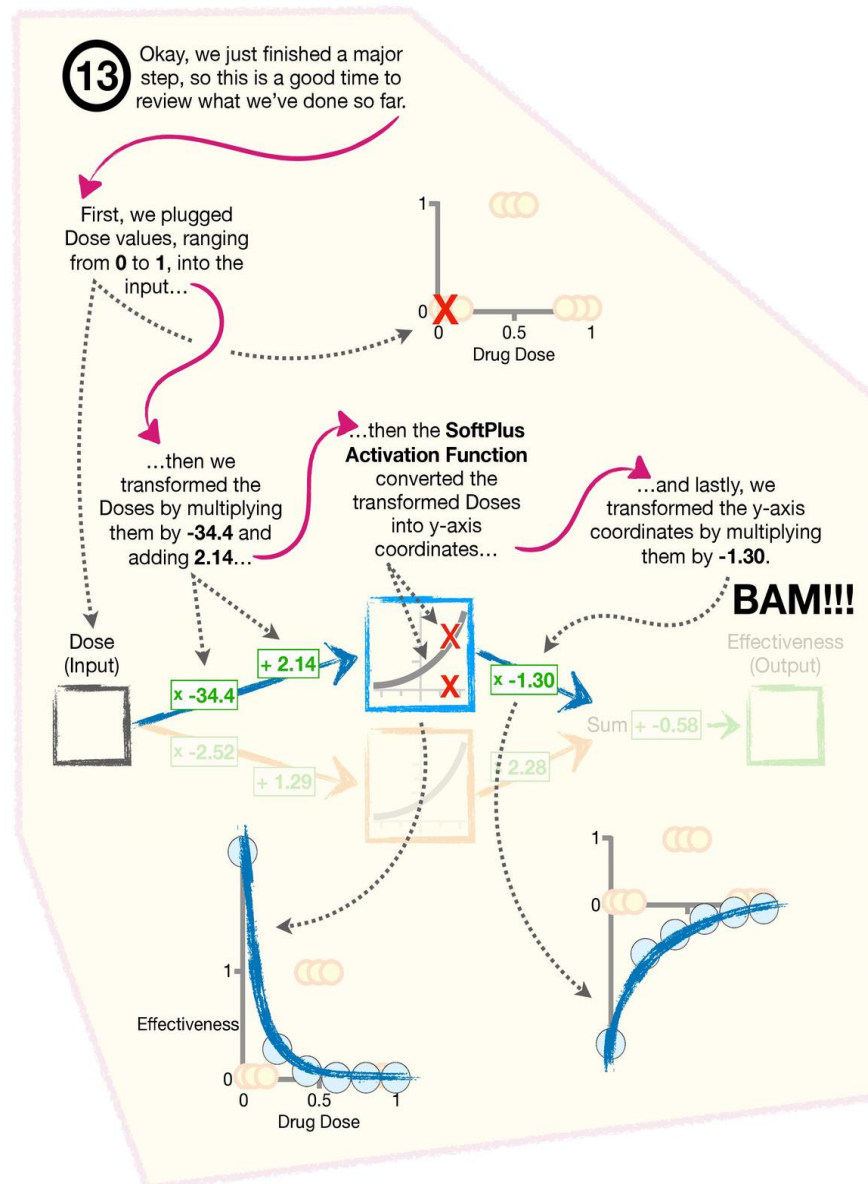 13
Okay, we just finished a major
step, so this is a good time to
review what we’ve done so far.
First, we plugged
Dose values, ranging
from 0 to 1, into the
input…
1
0
0
0.5
1
Drug Dose
…then we
transformed the
Doses by multiplying
them by -34.4 and
adding 2.14…
…then the SoftPlus
Activation Function
converted the
transformed Doses
into y-axis
coordinates…
…and lastly, we
transformed the y-axis
coordinates by multiplying
them by -1.30.
BAM!!!
Dose
(Input)
Effectiveness
(Output)
+ 2.14
x -34.4
x -1.30
Sum
+ -0.58
x -2.52
+ 1.29
2.28
1
Effectiveness
0
0
0.5
1
Drug Dose
1
0